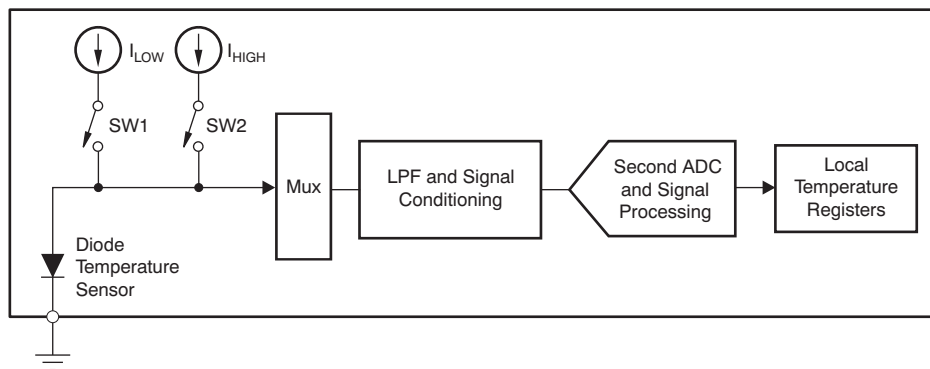 I_LOW
I_HIGH
SW1
SW2
Mux
LPF and Signal
Conditioning
Second ADC
and Signal
Processing
Local
Temperature
Registers
Diode
Temperature
Sensor